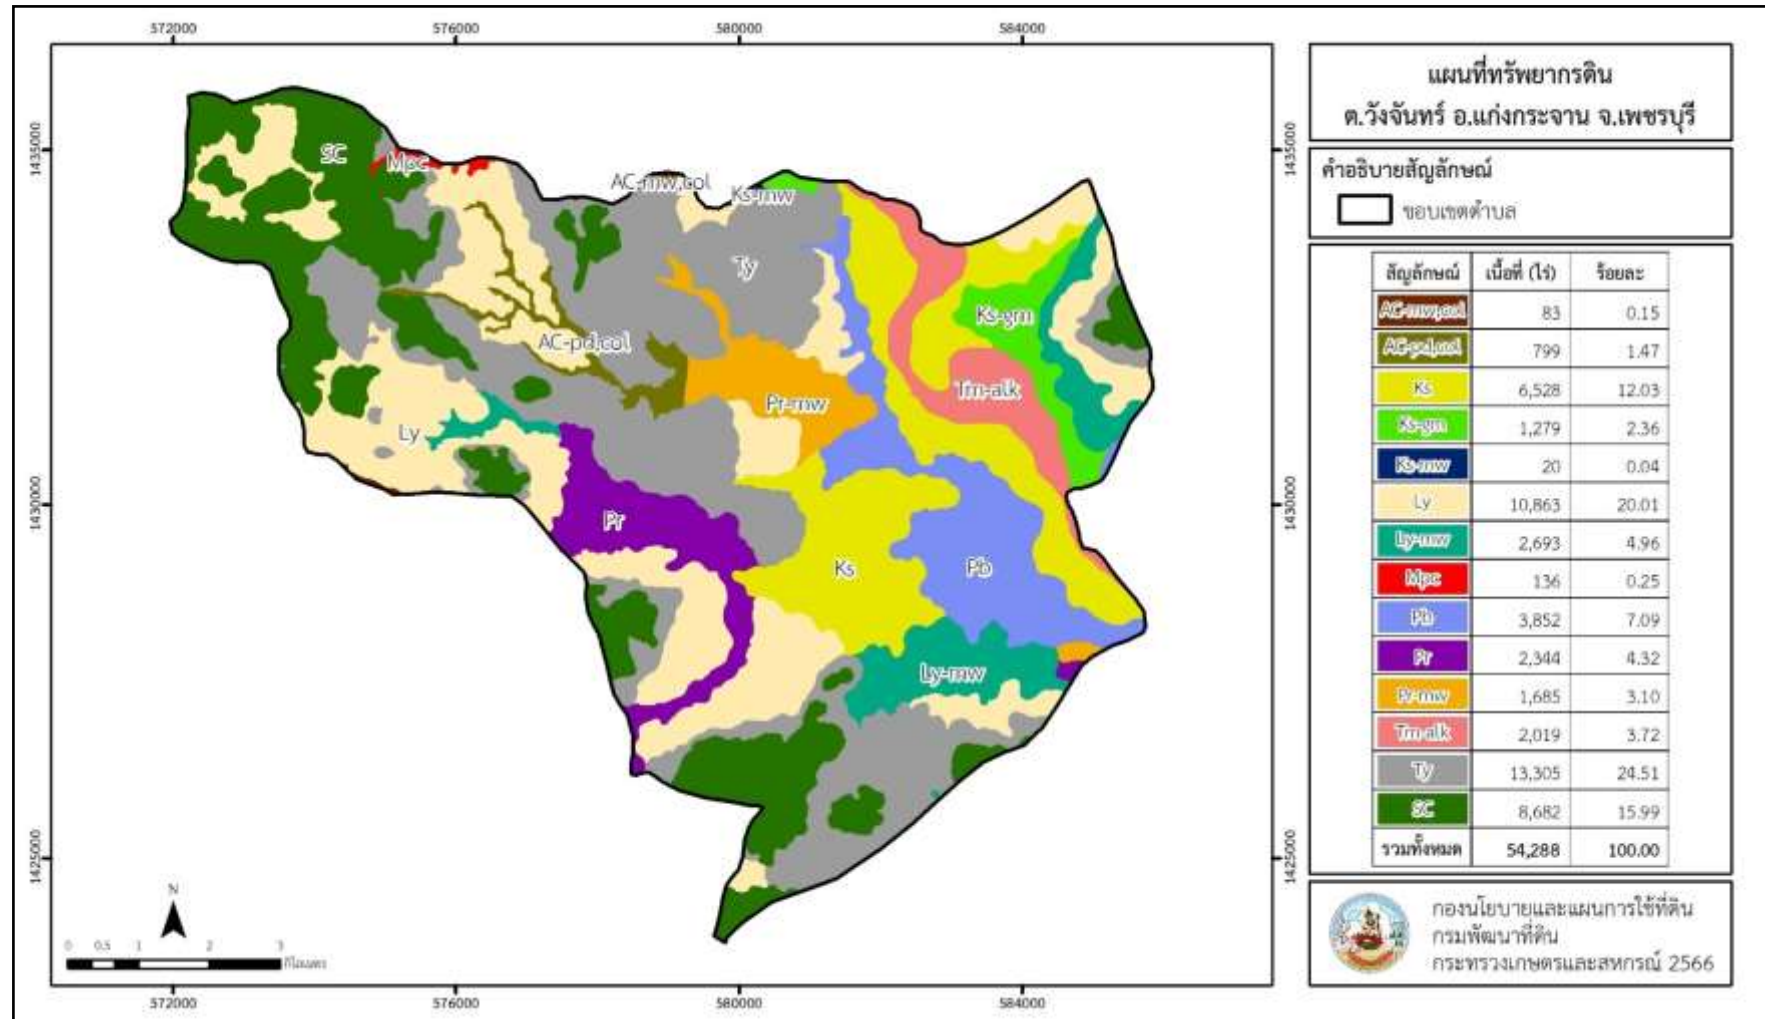 572000 576000 580000 584000
แผนที่ทรัพยากรดิน
ต.วังจันทร์ อ.แก่งกระจาน จ.เพชรบุรี
คำอธิบายสัญลักษณ์
ขอบเขตตำบล
สัญลักษณ์ เนื้อที่ (ไร่) ร้อยละ
AC-mw,col 83 0.15
AC-pd,col 799 1.47
Ks 6,528 12.03
Ks-gm 1,279 2.36
Ks-mw 20 0.04
Ly 10,863 20.01
Ly-mw 2,693 4.96
Mpc 136 0.25
Pb 3,852 7.09
Pr 2,344 4.32
Pr-mw 1,685 3.10
Tm-alk 2,019 3.72
Ty 13,305 24.51
SC 8,682 15.99
รวมทั้งหมด 54,288 100.00
กองนโยบายและแผนการใช้ที่ดิน
กรมพัฒนาที่ดิน
กระทรวงเกษตรและสหกรณ์ 2566
1435000 1435000
SC
Mpc
AC-mw,col
Ks-mw
Ty
Ks-gm
AC-pd,col
Tm-alk
Pr-mw
Ly
1430000 1430000
Pr
Ks
Pb
Ly-mw
1425000 1425000
N
0 0.5 1 2 3
กิโลเมตร
572000 576000 580000 584000